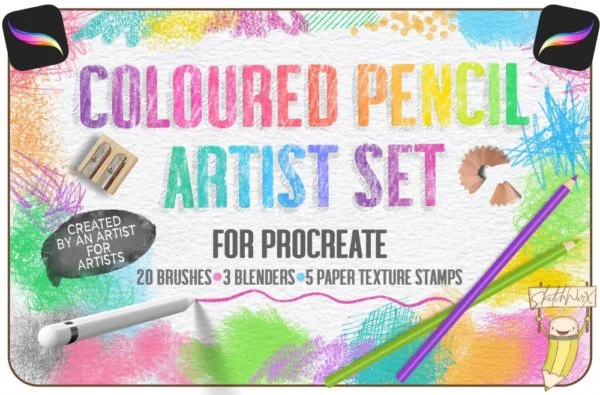 COLOURED PENCIL
ARTIST SET
CREATED
BY AN ARTIST
FOR
ARTISTS
FOR PROCREATE
20 BRUSHES•3 BLENDERS•5 PAPER TEXTURE STAMPS
SketchWerX